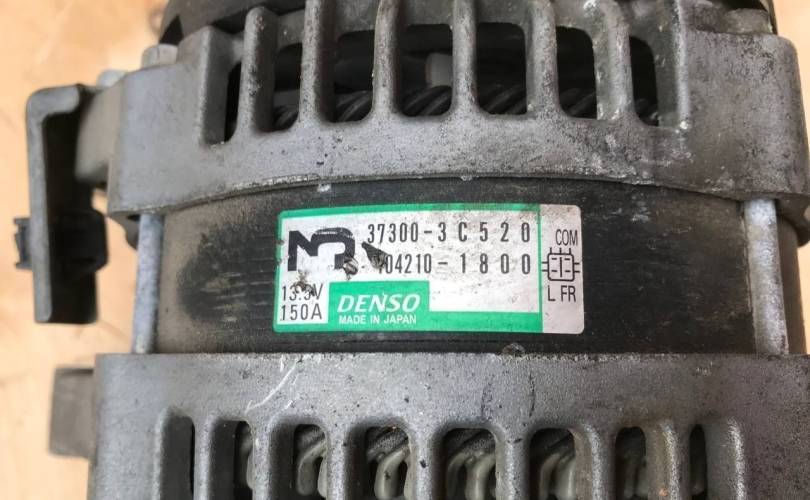 37300-3C520
104210-1800
COM
L FR
13.5V
150A
DENSO
MADE IN JAPAN